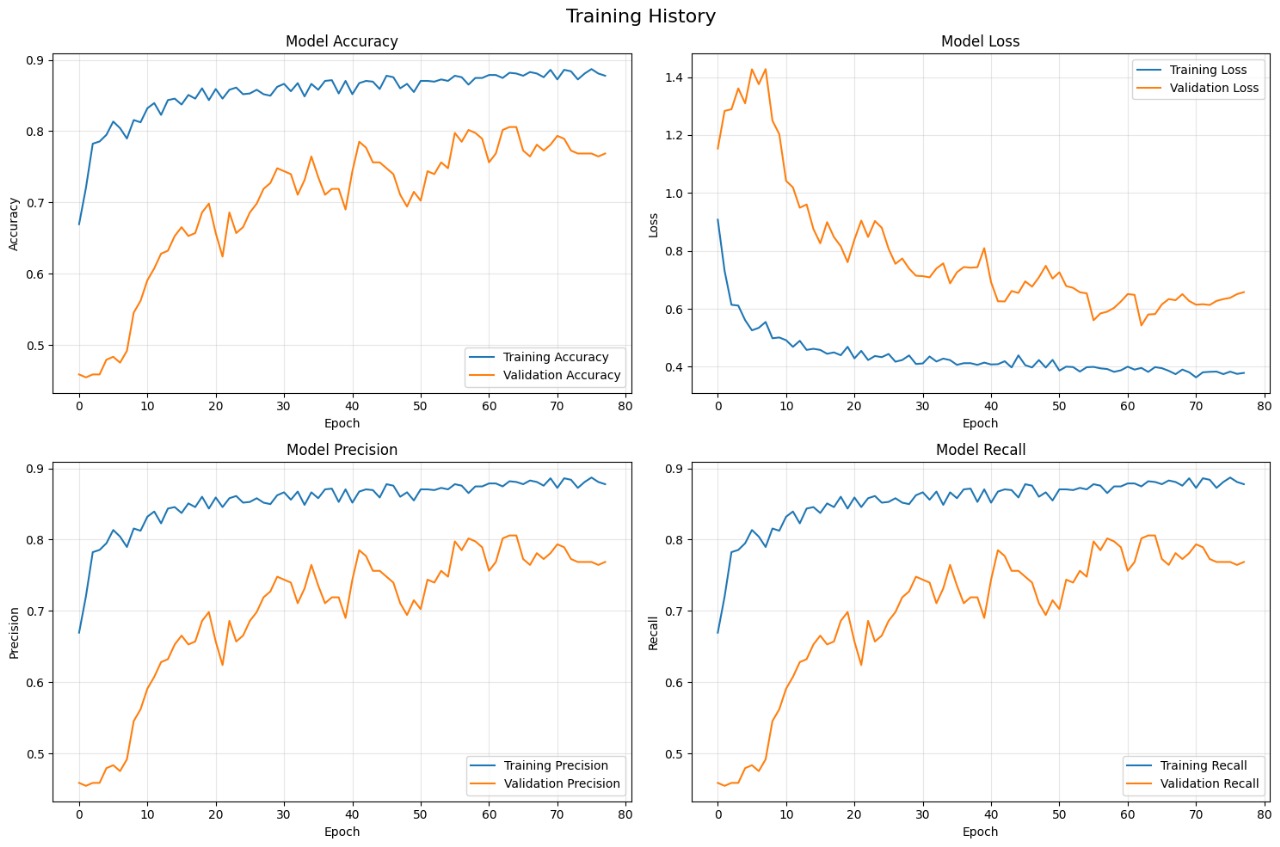 Training History
Model Accuracy
Accuracy
0.9
0.8
0.7
0.6
0.5
Training Accuracy
Validation Accuracy
0 10 20 30 40 50 60 70 80
Epoch
Model Loss
Loss
1.4
1.2
1.0
0.8
0.6
0.4
Training Loss
Validation Loss
0 10 20 30 40 50 60 70 80
Epoch
Model Precision
Precision
0.9
0.8
0.7
0.6
0.5
Training Precision
Validation Precision
0 10 20 30 40 50 60 70 80
Epoch
Model Recall
Recall
0.9
0.8
0.7
0.6
0.5
Training Recall
Validation Recall
0 10 20 30 40 50 60 70 80
Epoch